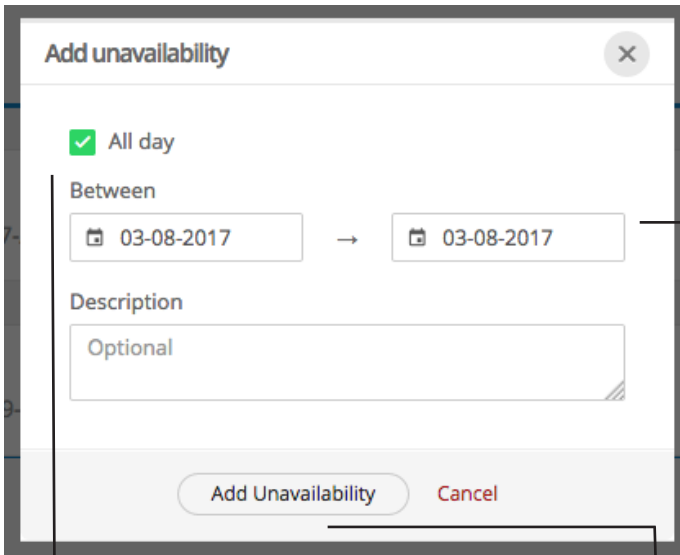 Add unavailability
All day
Between
03-08-2017 → 03-08-2017
Description
Optional
Add Unavailability Cancel